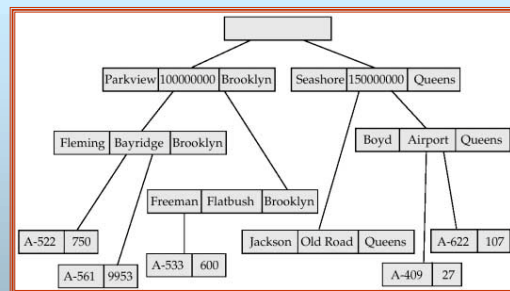 Parkview 100000000 Brooklyn
Seashore 150000000 Queens
Fleming Bayridge Brooklyn
Boyd Airport Queens
Freeman Flatbush Brooklyn
A-522 750
Jackson Old Road Queens
A-622 107
A-561 9953
A-533 600
A-409 27